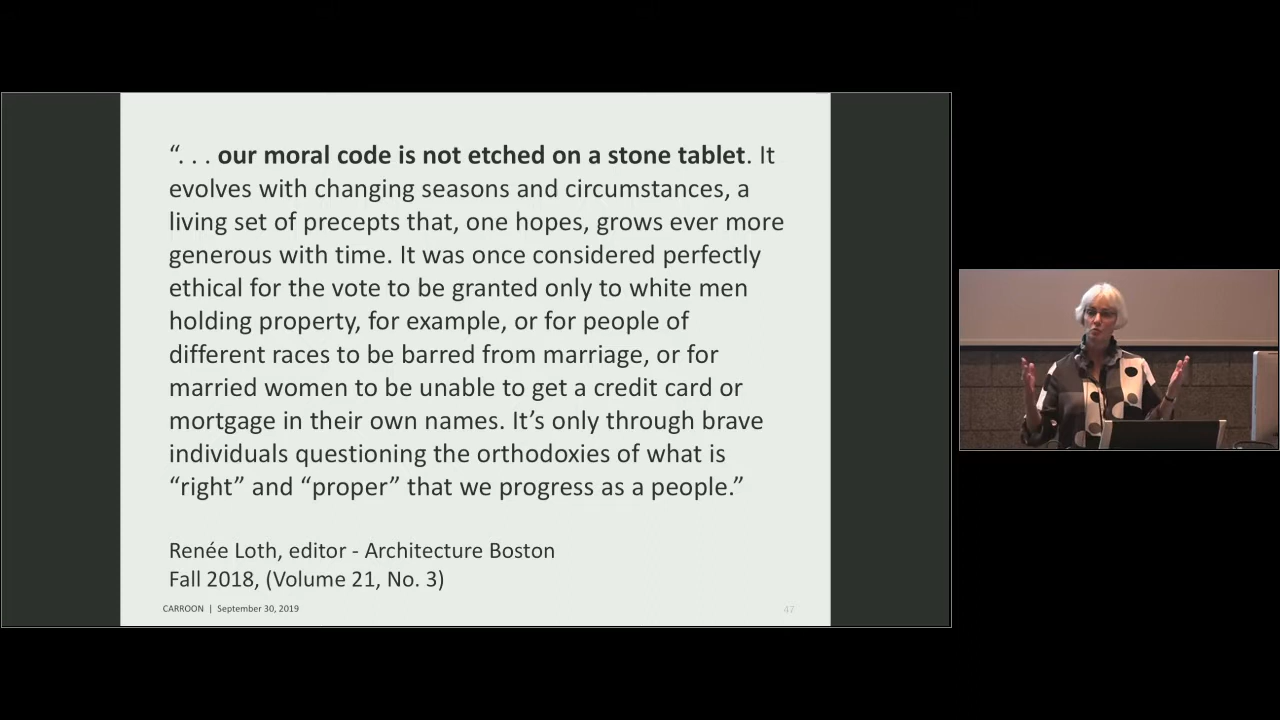 “. . . our moral code is not etched on a stone tablet. It
evolves with changing seasons and circumstances, a
living set of precepts that, one hopes, grows ever more
generous with time. It was once considered perfectly
ethical for the vote to be granted only to white men
holding property, for example, or for people of
different races to be barred from marriage, or for
married women to be unable to get a credit card or
mortgage in their own names. It’s only through brave
individuals questioning the orthodoxies of what is
“right” and “proper” that we progress as a people.”
Renée Loth, editor - Architecture Boston
Fall 2018, (Volume 21, No. 3)
CARROON | September 30, 2019
47